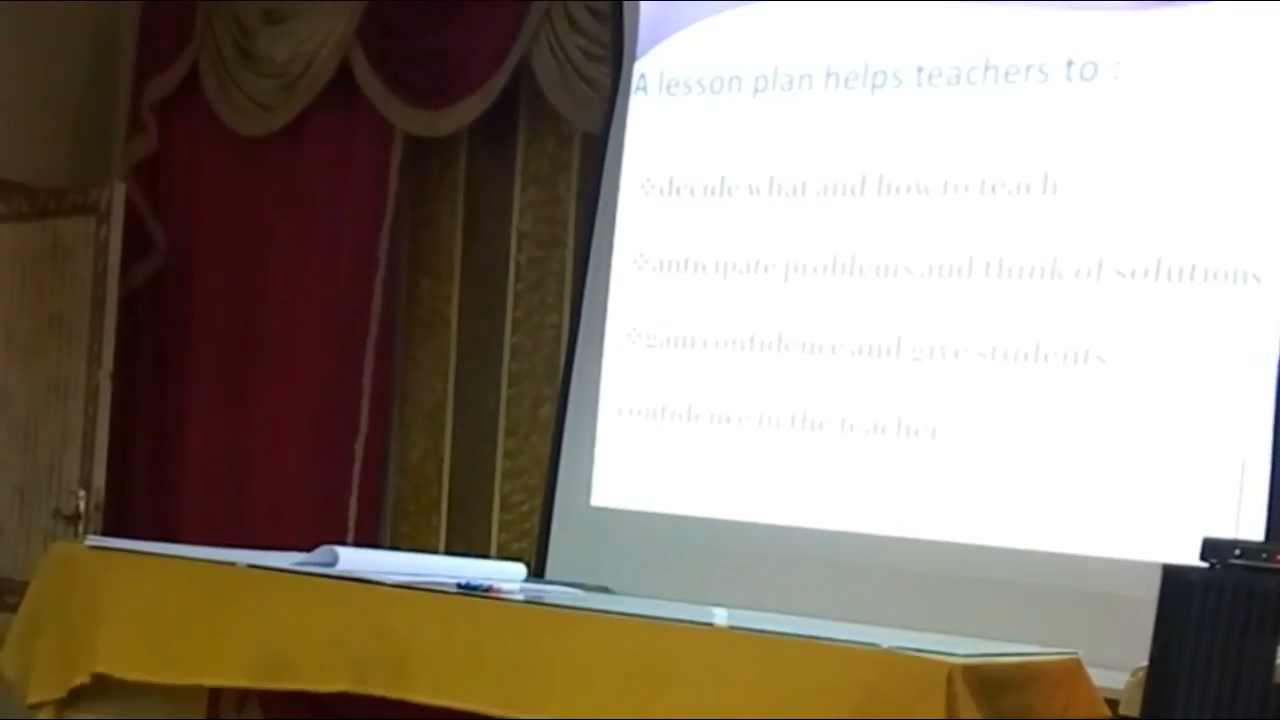 A lesson plan helps teachers to :
❖decide what and how to teach
❖anticipate problems and think of solutions
❖gain confidence and give students
confidence in the teacher